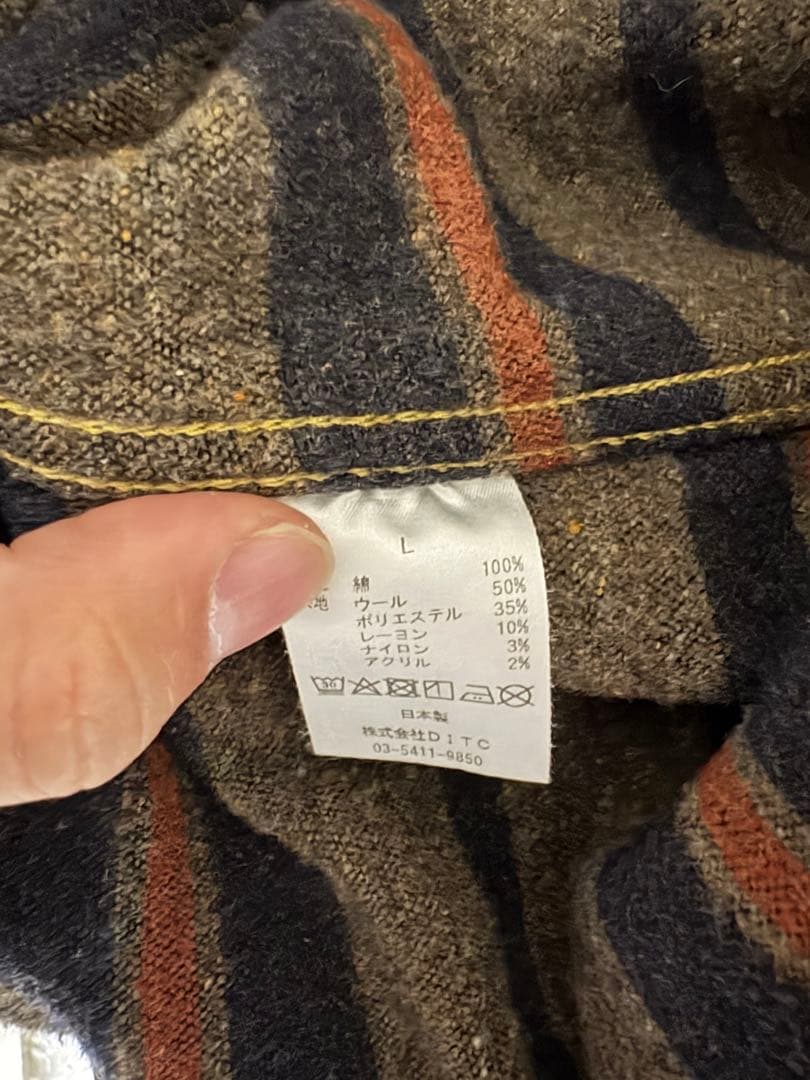 L
綿 100%
地 ウール 50%
ポリエステル 35%
レーヨン 10%
ナイロン 3%
アクリル 2%
日本製
株式会社DITC
03-5411-9850